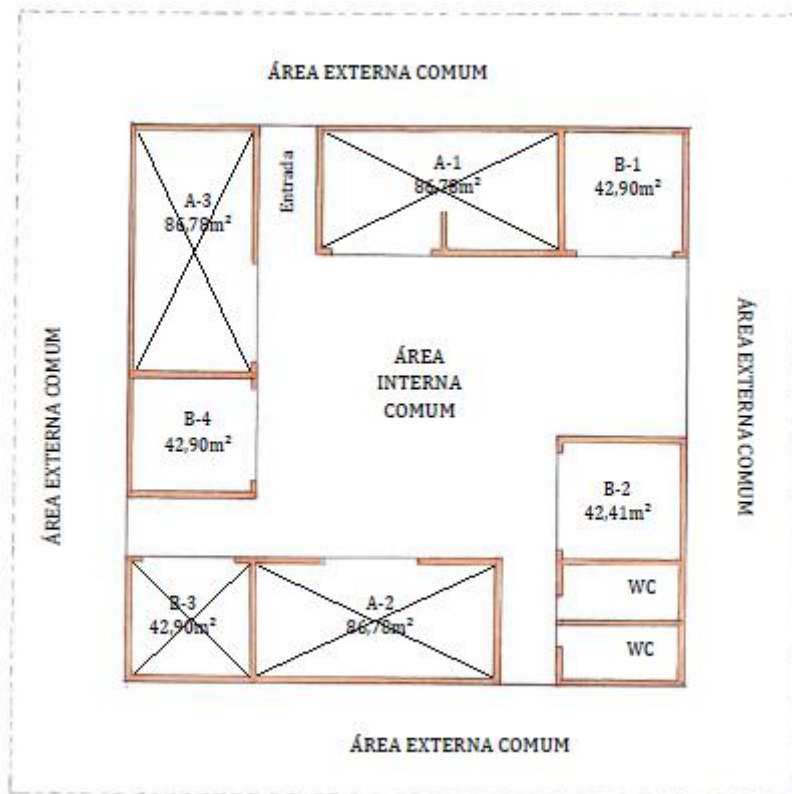 ÁREA EXTERNA COMUM
Entrada
A-1
86,78m²
B-1
42,90m²
A-3
86,78m²
ÁREA EXTERNA COMUM
ÁREA
INTERNA
COMUM
ÁREA EXTERNA COMUM
B-4
42,90m²
B-2
42,41m²
B-3
42,90m²
A-2
86,78m²
WC
WC
ÁREA EXTERNA COMUM